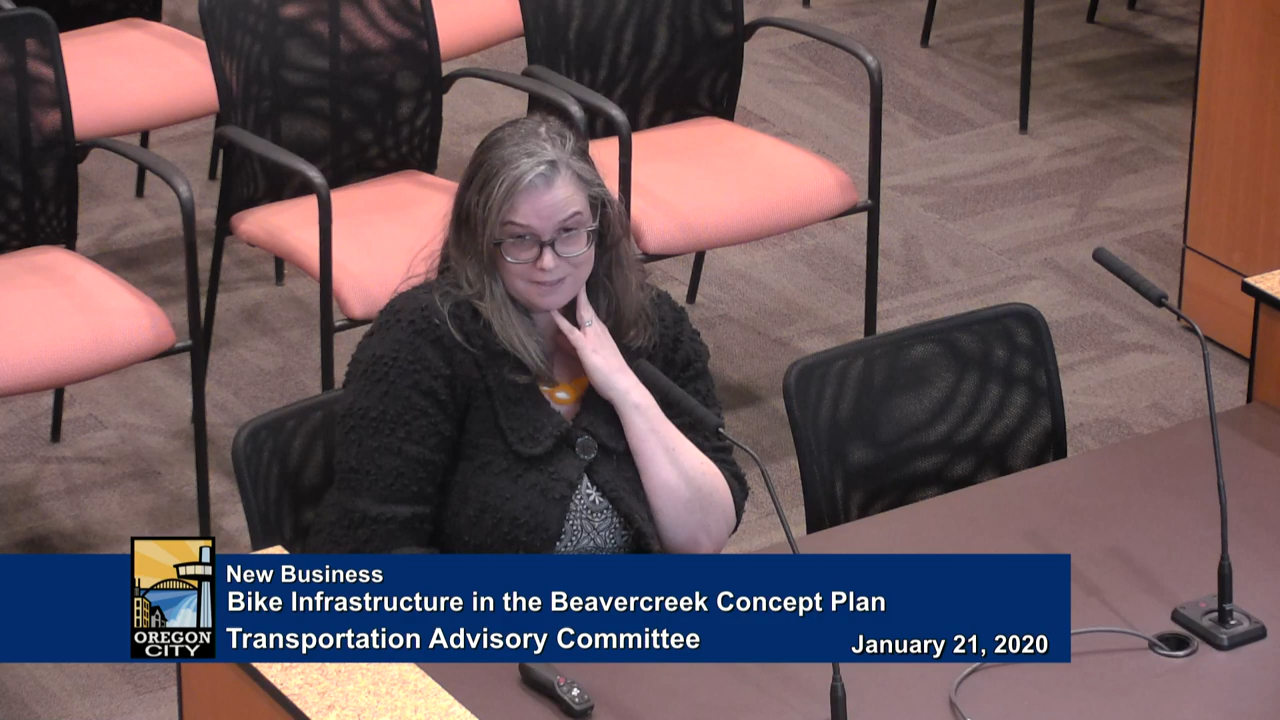 New Business
Bike Infrastructure in the Beavercreek Concept Plan
OREGON
CITY
Transportation Advisory Committee
January 21, 2020